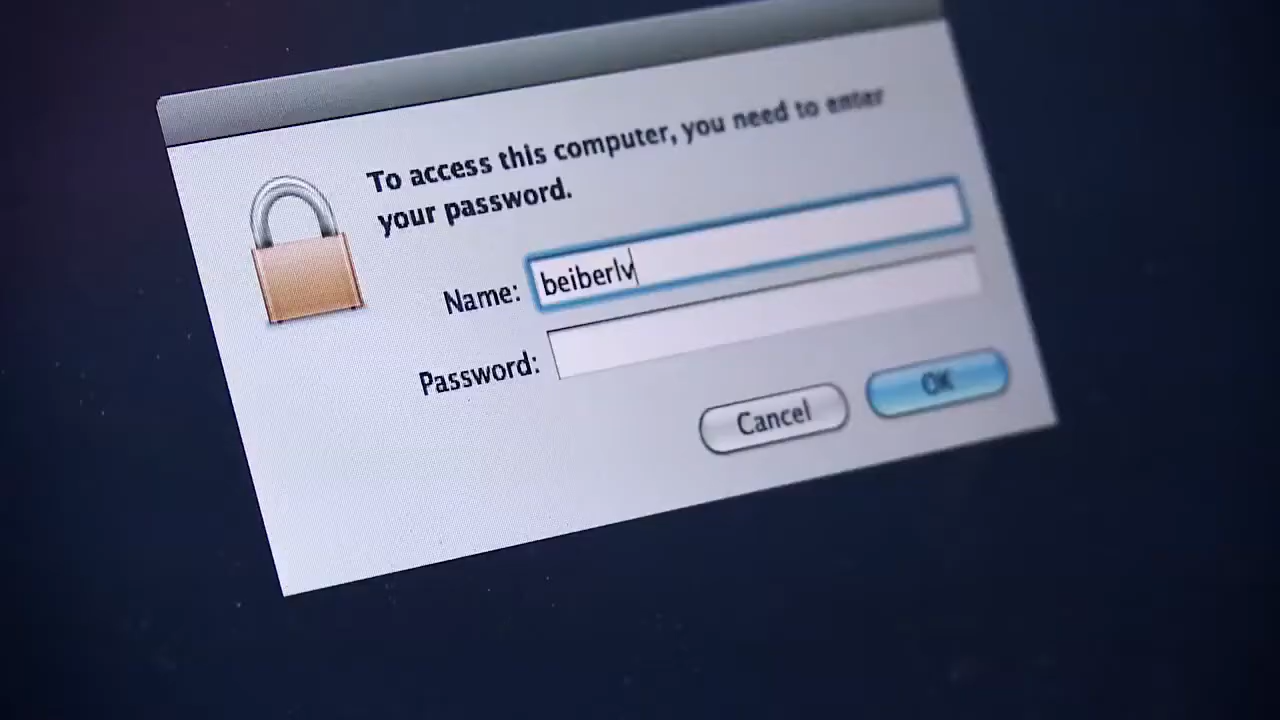 To access this computer, you need to enter
your password.
Name: beiberlv
Password:
Cancel
OK